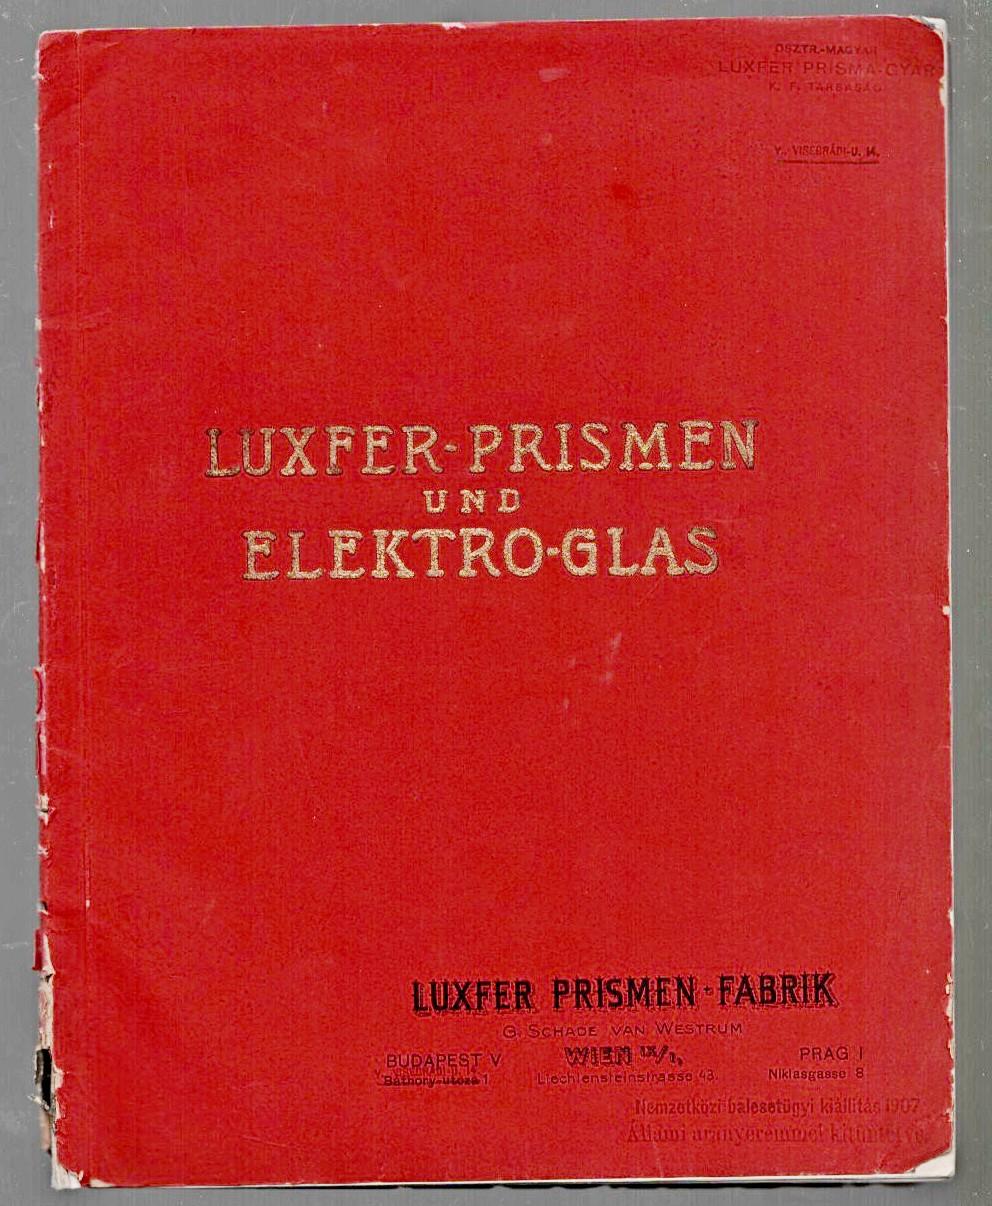 OSZTR.-MAGYAR
LUXFER PRISMA-GYÁR
K. F. TÁRSASÁG
V., VISEGRÁDI-U. 14.
LUXFER-PRISMEN
UND
ELEKTRO-GLAS
LUXFER PRISMEN-FABRIK
G. SCHADE VAN WESTRUM
BUDAPEST V WIEN IX/1, PRAG I
V., VISEGRÁDI-U. 14.
Báthory-utcza 1 Liechtensteinstrasse 43. Niklasgasse 8
Nemzetközi balesetügyi kiállítás 1907
Állami aranyéremmel kitüntetve.